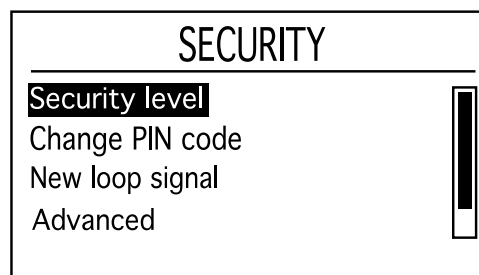 SECURITY
Security level
Change PIN code
New loop signal
Advanced